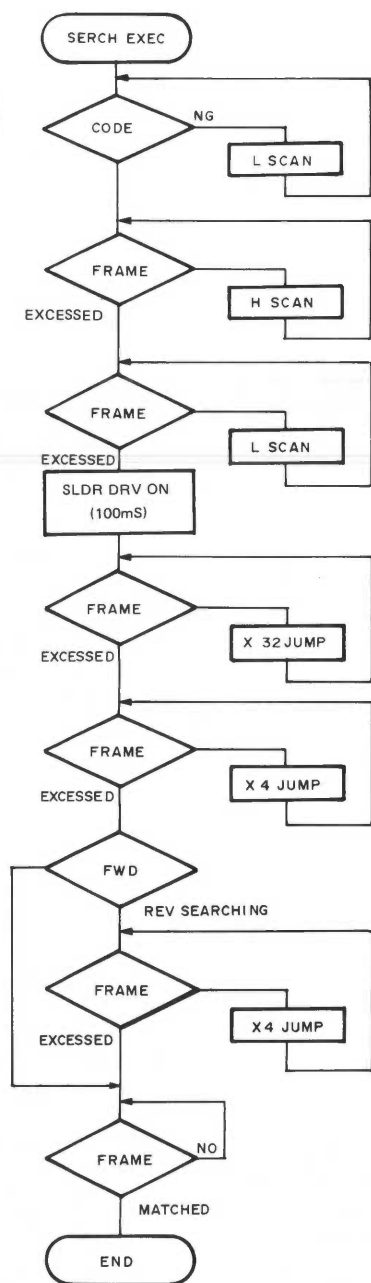 SERCH EXEC
CODE
NG
L SCAN
FRAME
H SCAN
EXCESSED
FRAME
L SCAN
EXCESSED
SLDR DRV ON
(100mS)
FRAME
X 32 JUMP
EXCESSED
FRAME
X 4 JUMP
EXCESSED
FWD
REV SEARCHING
FRAME
X4 JUMP
EXCESSED
FRAME
NO
MATCHED
END